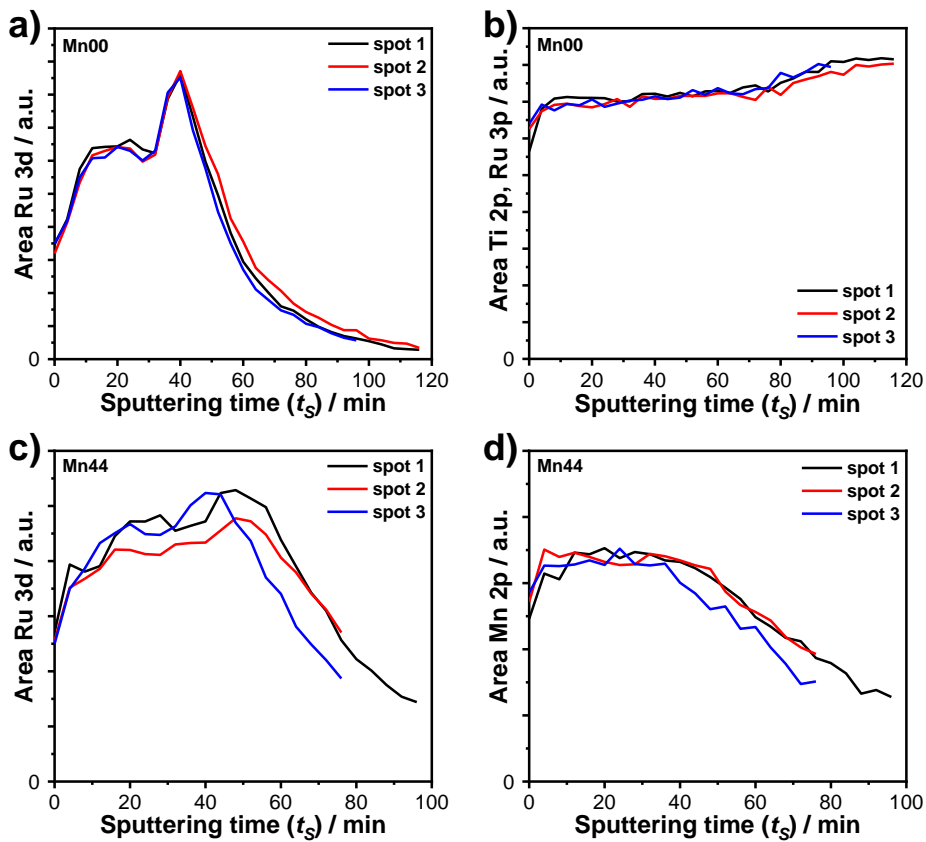 a)
Mn00
spot 1
spot 2
spot 3
Area Ru 3d / a.u.
0
0 20 40 60 80 100 120
Sputtering time (tS) / min
b)
Mn00
spot 1
spot 2
spot 3
Area Ti 2p, Ru 3p / a.u.
0
0 20 40 60 80 100 120
Sputtering time (tS) / min
c)
Mn44
spot 1
spot 2
spot 3
Area Ru 3d / a.u.
0
0 20 40 60 80 100
Sputtering time (tS) / min
d)
Mn44
spot 1
spot 2
spot 3
Area Mn 2p / a.u.
0
0 20 40 60 80 100
Sputtering time (tS) / min